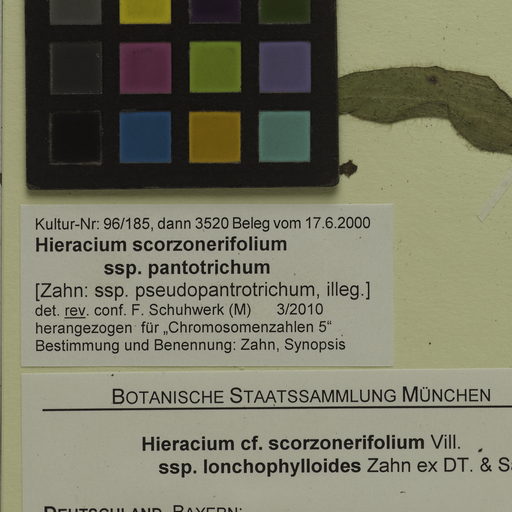 Kultur-Nr: 96/185, dann 3520 Beleg vom 17.6.2000
Hieracium scorzonerifolium
ssp. pantotrichum
[Zahn: ssp. pseudopantrotrichum, illeg.]
det. rev. conf. F. Schuhwerk (M) 3/2010
herangezogen für „Chromosomenzahlen 5“
Bestimmung und Benennung: Zahn, Synopsis
BOTANISCHE STAATSSAMMLUNG MÜNCHEN
Hieracium cf. scorzonerifolium Vill.
ssp. lonchophylloides Zahn ex DT. & S
DEUTSCHLAND, BAYERN: